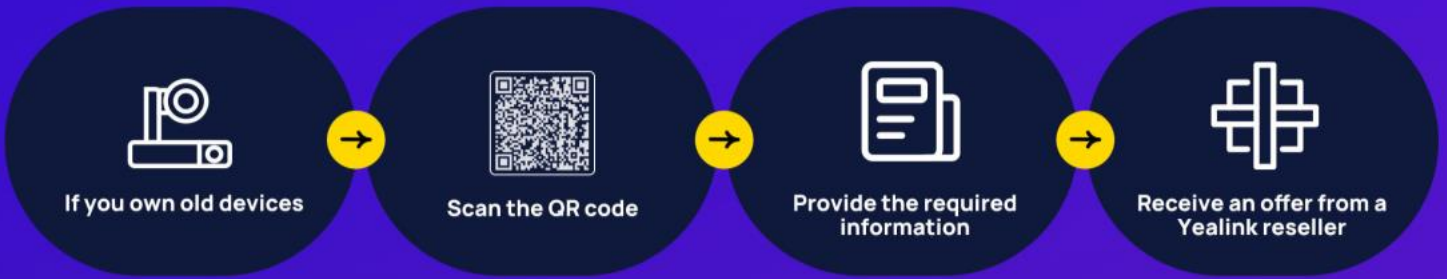 If you own old devices
Scan the QR code
Provide the required
information
Receive an offer from a
Yealink reseller